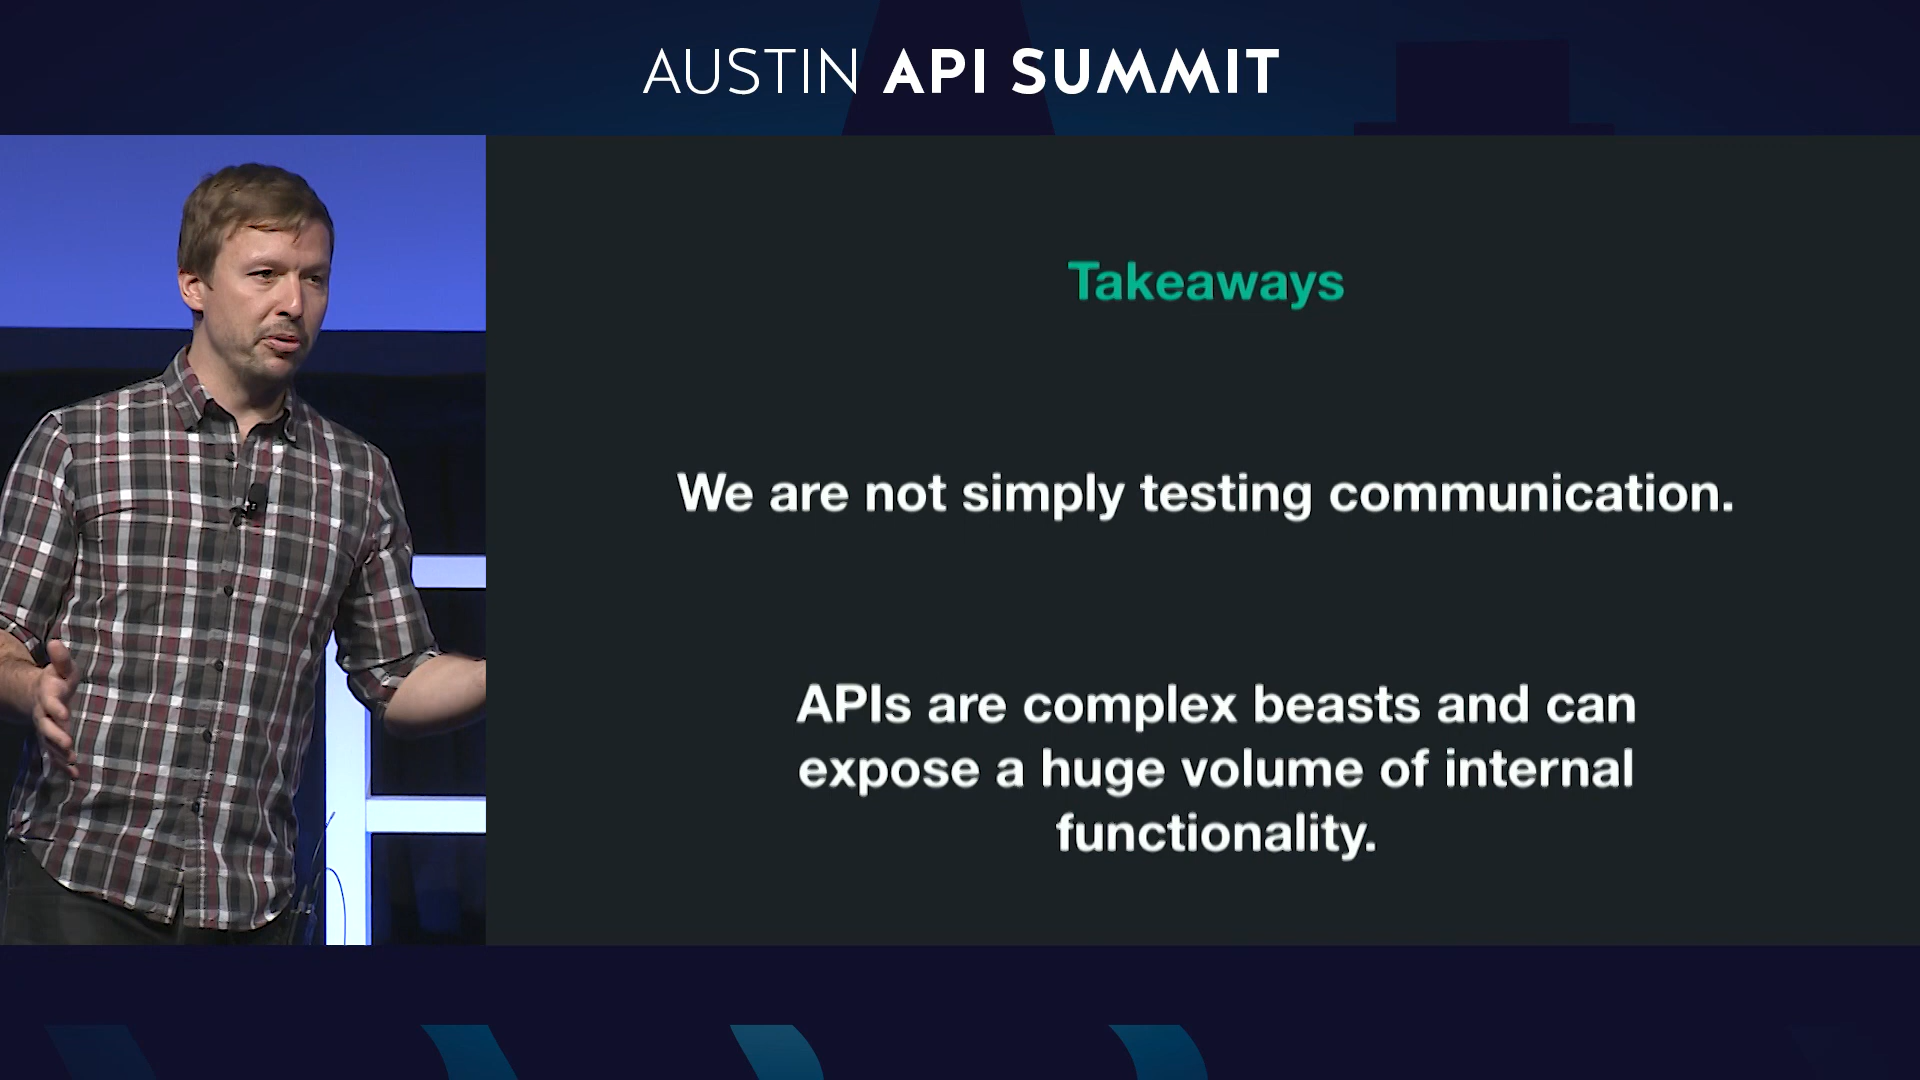 AUSTIN API SUMMIT
Takeaways
We are not simply testing communication.
APIs are complex beasts and can
expose a huge volume of internal
functionality.